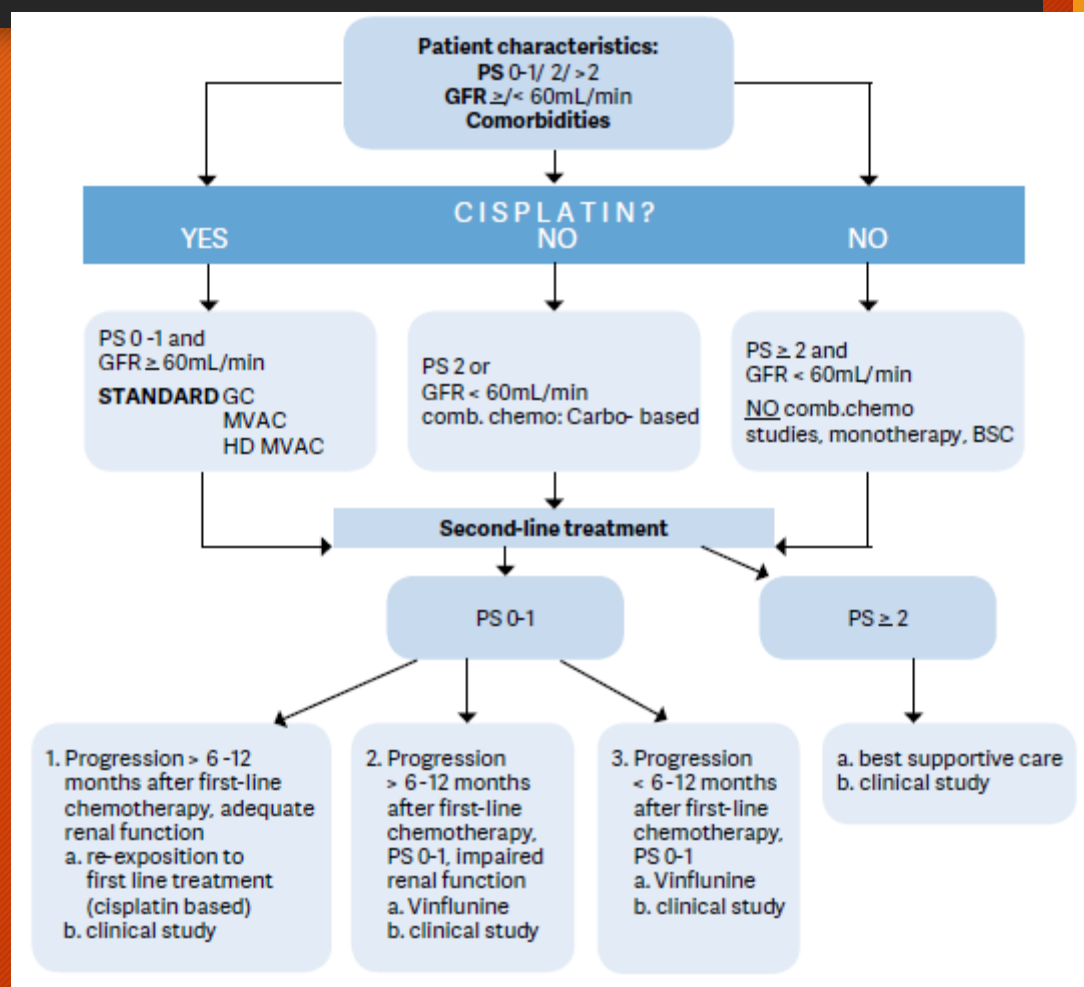 Patient characteristics:
PS 0-1/ 2/ >2
GFR ≥/< 60mL/min
Comorbidities
CISPLATIN?
YES
NO
NO
PS 0 -1 and
GFR ≥ 60mL/min
STANDARD GC
MVAC
HD MVAC
PS 2 or
GFR < 60mL/min
comb. chemo: Carbo- based
PS ≥ 2 and
GFR < 60mL/min
NO comb.chemo
studies, monotherapy, BSC
Second-line treatment
PS 0-1
PS ≥ 2
1. Progression > 6 -12
months after first-line
chemotherapy, adequate
renal function
a. re-exposition to
first line treatment
(cisplatin based)
b. clinical study
2. Progression
> 6 -12 months
after first-line
chemotherapy,
PS 0-1, impaired
renal function
a. Vinflunine
b. clinical study
3. Progression
< 6-12 months
after first-line
chemotherapy,
PS 0-1
a. Vinflunine
b. clinical study
a. best supportive care
b. clinical study